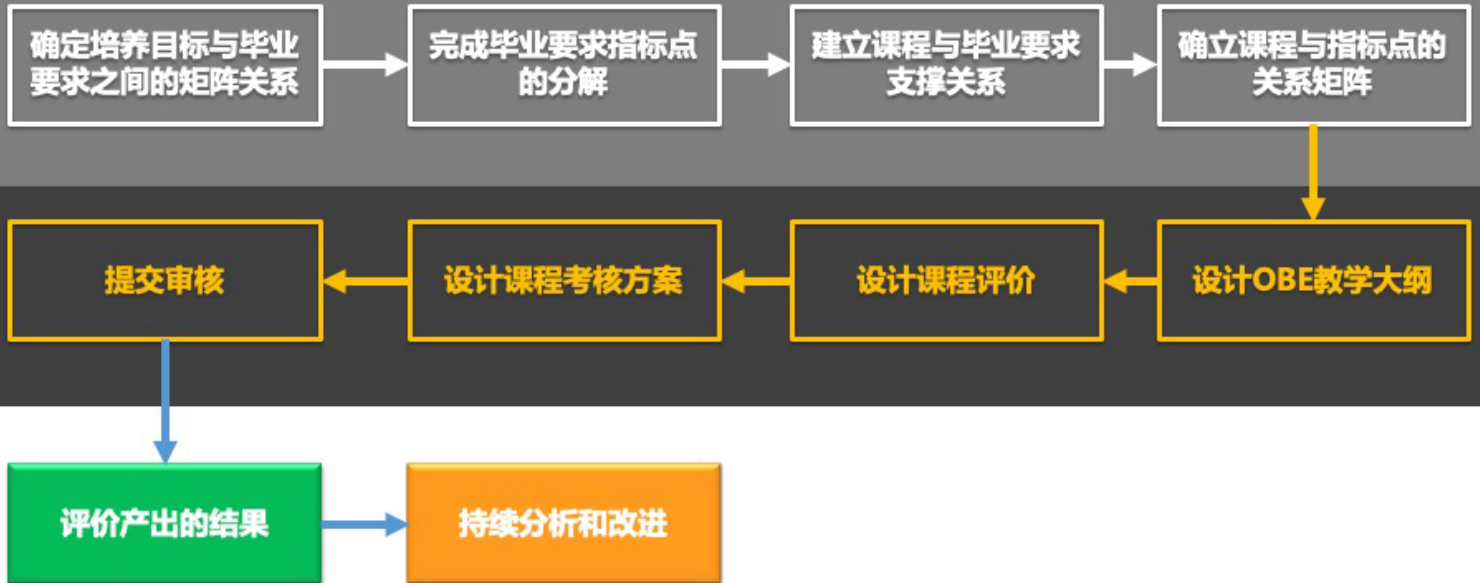 确定培养目标与毕业
要求之间的矩阵关系
完成毕业要求指标点
的分解
建立课程与毕业要求
支撑关系
确立课程与指标点的
关系矩阵
提交审核
设计课程考核方案
设计课程评价
设计OBE教学大纲
评价产出的结果
持续分析和改进